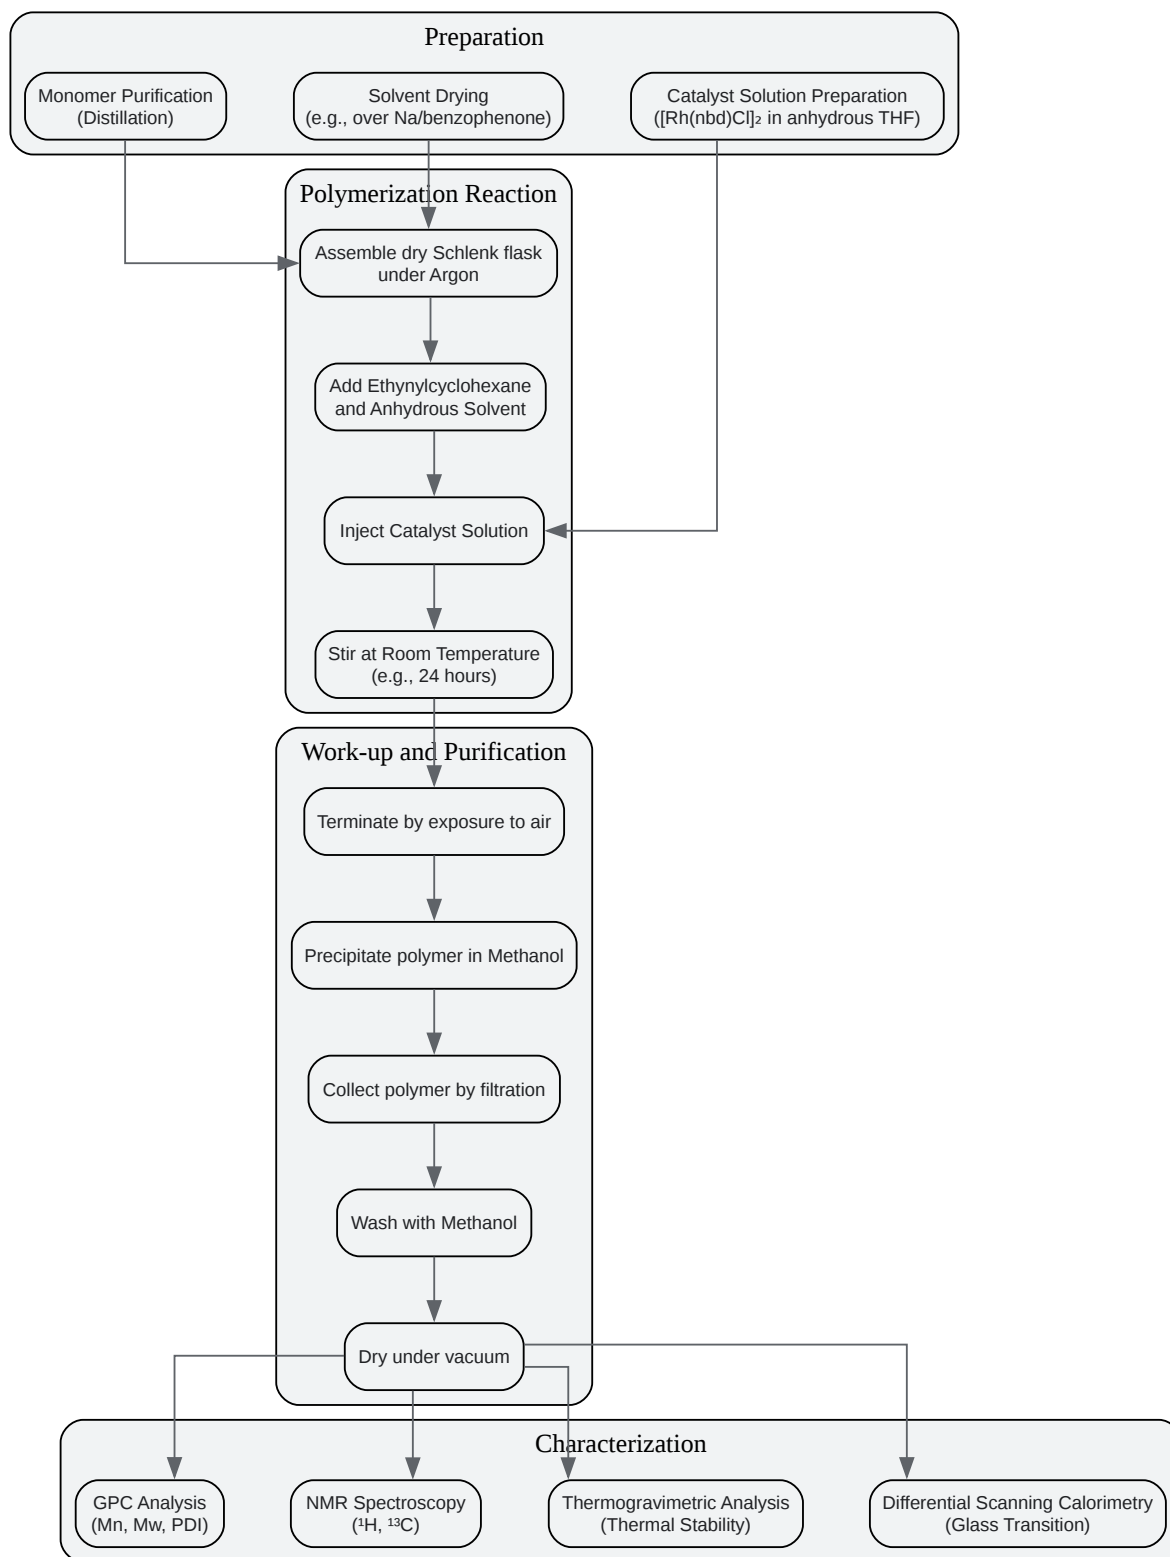 Preparation
Monomer Purification
(Distillation)
Solvent Drying
(e.g., over Na/benzophenone)
Catalyst Solution Preparation
([Rh(nbd)Cl]₂ in anhydrous THF)
Polymerization Reaction
Assemble dry Schlenk flask
under Argon
Add Ethynylcyclohexane
and Anhydrous Solvent
Inject Catalyst Solution
Stir at Room Temperature
(e.g., 24 hours)
Work-up and Purification
Terminate by exposure to air
Precipitate polymer in Methanol
Collect polymer by filtration
Wash with Methanol
Dry under vacuum
Characterization
GPC Analysis
(Mn, Mw, PDI)
NMR Spectroscopy
(¹H, ¹³C)
Thermogravimetric Analysis
(Thermal Stability)
Differential Scanning Calorimetry
(Glass Transition)